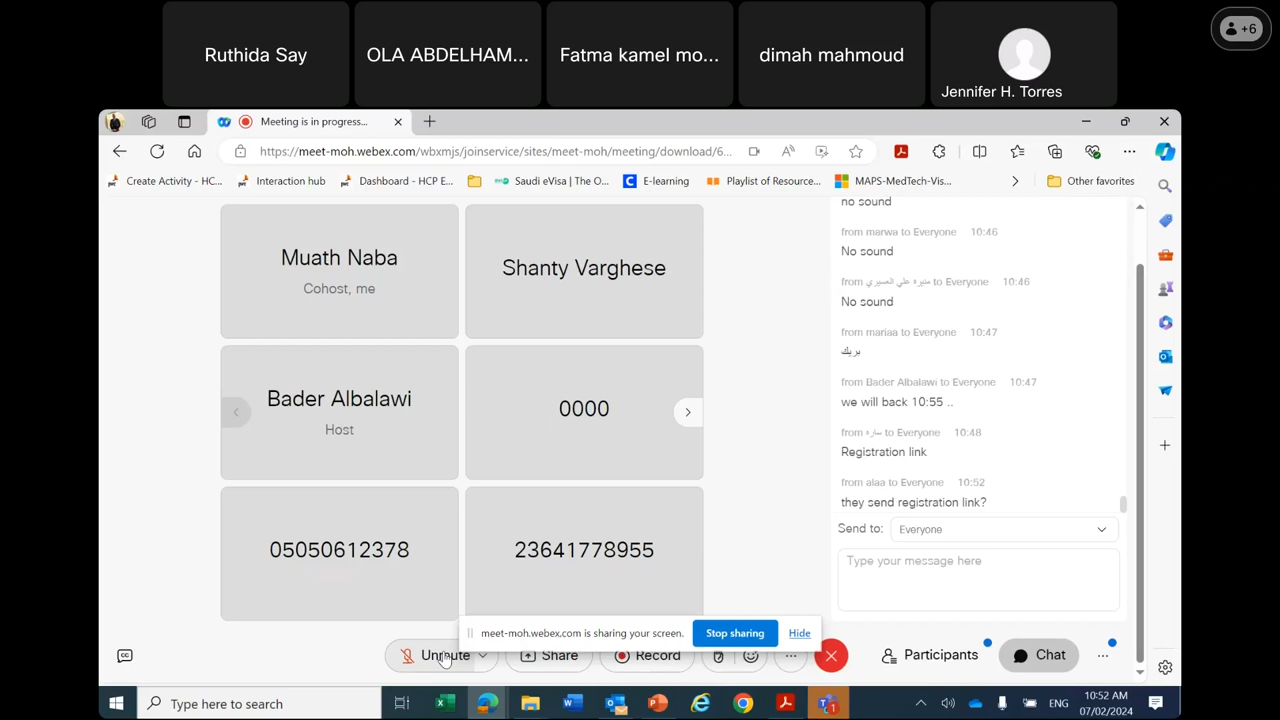 Ruthida Say
OLA ABDELHAM...
Fatma kamel mo...
dimah mahmoud
Jennifer H. Torres
+6
Meeting is in progress...
https://meet-moh.webex.com/wbxmjs/joinservice/sites/meet-moh/meeting/download/6...
Create Activity - HC...
Interaction hub
Dashboard - HCP E...
Saudi eVisa | The O...
E-learning
Playlist of Resource...
MAPS-MedTech-Vis...
Other favorites
Muath Naba
Cohost, me
Shanty Varghese
Bader Albalawi
Host
0000
05050612378
23641778955
no sound
from marwa to Everyone 10:46
No sound
from منيره علي العصيري to Everyone 10:46
No sound
from mariaa to Everyone 10:47
بريك
from Bader Albalawi to Everyone 10:47
we will back 10:55 ..
from ساره to Everyone 10:48
Registration link
from alaa to Everyone 10:52
they send registration link?
Send to: Everyone
Type your message here
meet-moh.webex.com is sharing your screen.
Stop sharing
Hide
Unmute
Share
Record
Participants
Chat
Type here to search
ENG
10:52 AM
07/02/2024